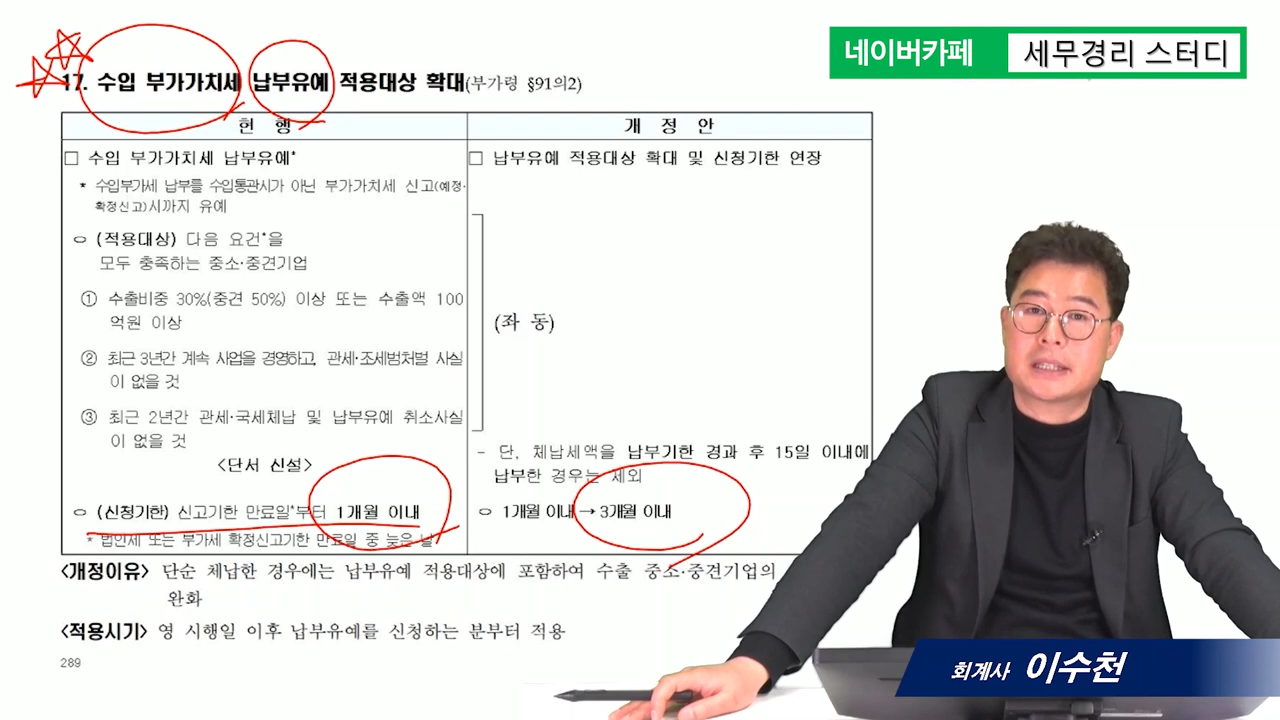 네이버카페 세무경리 스터디
17. 수입 부가가치세 납부유예 적용대상 확대(부가령 §91의2)
현 행
개 정 안
□ 수입 부가가치세 납부유예*
* 수입부가세 납부를 수입통관시가 아닌 부가가치세 신고(예정·
확정신고)시까지 유예
ㅇ (적용대상) 다음 요건*을
모두 충족하는 중소·중견기업
① 수출비중 30%(중견 50%) 이상 또는 수출액 100
억원 이상
② 최근 3년간 계속 사업을 경영하고, 관세·조세범처벌 사실
이 없을 것
③ 최근 2년간 관세·국세체납 및 납부유예 취소사실
이 없을 것
<단서 신설>
ㅇ (신청기한) 신고기한 만료일*부터 1개월 이내
* 법인세 또는 부가세 확정신고기한 만료일 중 늦은 날
□ 납부유예 적용대상 확대 및 신청기한 연장
(좌 동)
- 단, 체납세액을 납부기한 경과 후 15일 이내에
납부한 경우는 제외
ㅇ 1개월 이내 → 3개월 이내
<개정이유> 단순 체납한 경우에는 납부유예 적용대상에 포함하여 수출 중소·중견기업의
완화
<적용시기> 영 시행일 이후 납부유예를 신청하는 분부터 적용
289
회계사 이수천